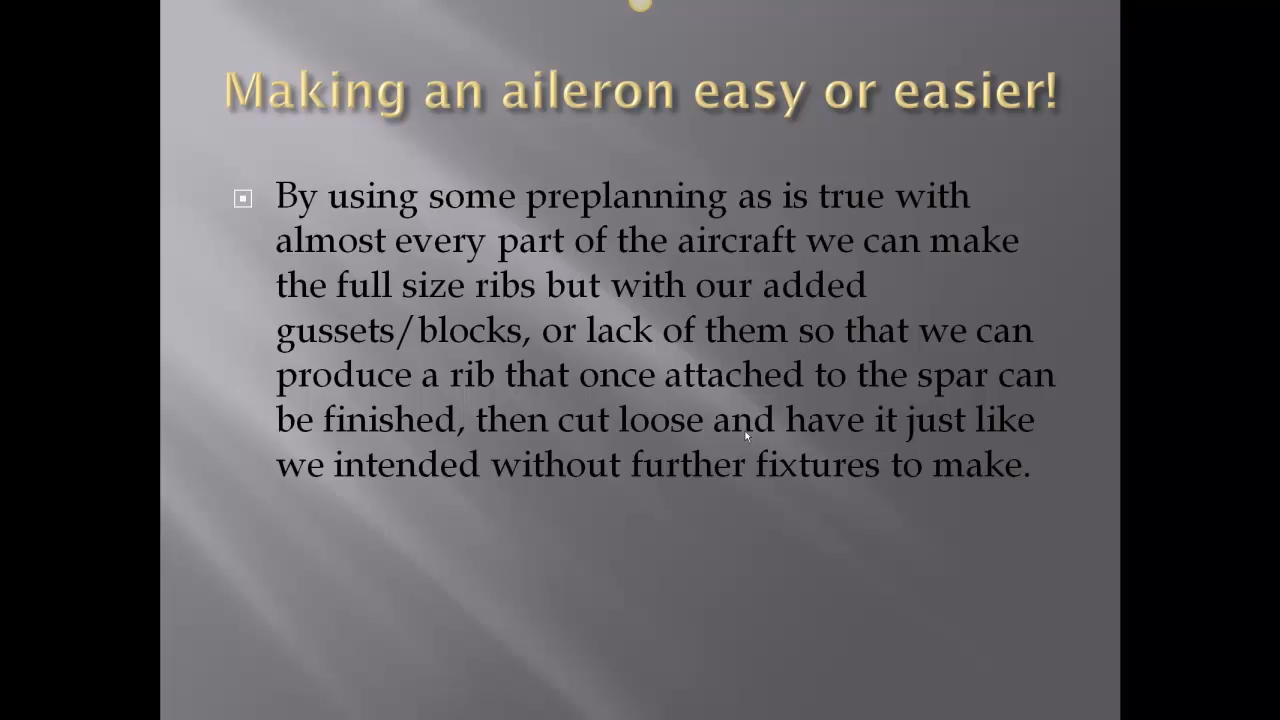 Making an aileron easy or easier!
By using some preplanning as is true with
almost every part of the aircraft we can make
the full size ribs but with our added
gussets/blocks, or lack of them so that we can
produce a rib that once attached to the spar can
be finished, then cut loose and have it just like
we intended without further fixtures to make.